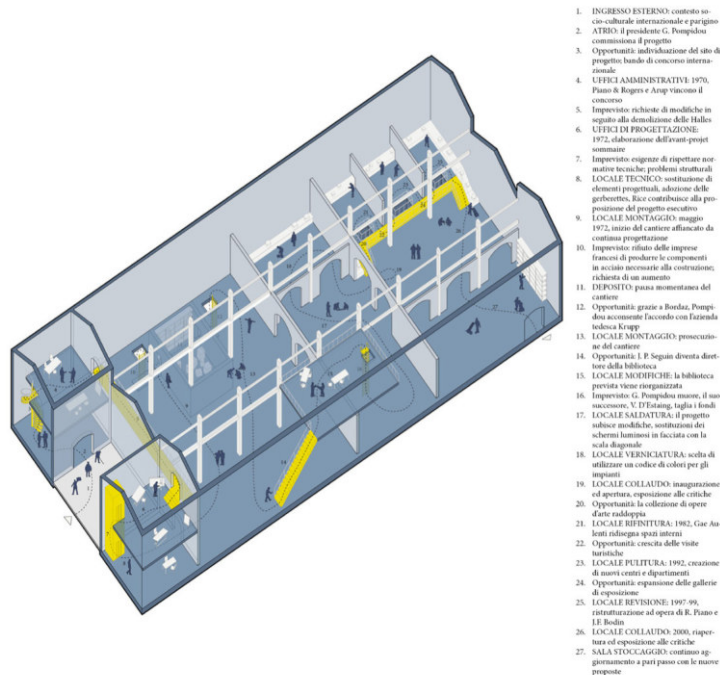 1. INGRESSO ESTERNO: contesto so-
cio-culturale internazionale e parigino
2. ATRIO: il presidente G. Pompidou
commissiona il progetto
3. Opportunità: individuazione del sito di
progetto; bando di concorso interna-
zionale
4. UFFICI AMMINISTRATIVI: 1970,
Piano & Rogers e Arup vincono il
concorso
5. Imprevisto: richieste di modifiche in
seguito alla demolizione delle Halles
6. UFFICI DI PROGETTAZIONE:
1972, elaborazione dell'avant-projet
sommaire
7. Imprevisto: esigenze di rispettare nor-
mative tecniche; problemi strutturali
8. LOCALE TECNICO: sostituzione di
elementi progettuali, adozione delle
gerberettes, Rice contribuisce alla pro-
posizione del progetto esecutivo
9. LOCALE MONTAGGIO: maggio
1972, inizio del cantiere affiancato da
continua progettazione
10. Imprevisto: rifiuto delle imprese
francesi di produrre le componenti
in acciaio necessarie alla costruzione;
richiesta di un aumento
11. DEPOSITO: pausa momentanea del
cantiere
12. Opportunità: grazie a Bordaz, Pompi-
dou acconsente l'accordo con l'azienda
tedesca Krupp
13. LOCALE MONTAGGIO: prosecuzio-
ne del cantiere
14. Opportunità: J. P. Seguin diventa diret-
tore della biblioteca
15. LOCALE MODIFICHE: la biblioteca
prevista viene riorganizzata
16. Imprevisto: G. Pompidou muore, il suo
successore, V. D'Estaing, taglia i fondi
17. LOCALE SALDATURA: il progetto
subisce modifiche, sostituzioni dei
schermi luminosi in facciata con la
scala diagonale
18. LOCALE VERNICIATURA: scelta di
utilizzare un codice di colori per gli
impianti
19. LOCALE COLLAUDO: inaugurazione
ed apertura, esposizione alle critiche
20. Opportunità: la collezione di opere
d'arte raddoppia
21. LOCALE RIFINITURA: 1982, Gae Au-
lenti ridisegna spazi interni
22. Opportunità: crescita delle visite
turistiche
23. LOCALE PULITURA: 1992, creazione
di nuovi centri e dipartimenti
24. Opportunità: espansione delle gallerie
di esposizione
25. LOCALE REVISIONE: 1997-99,
ristrutturazione ad opera di R. Piano e
J.F. Bodin
26. LOCALE COLLAUDO: 2000, riaper-
tura ed esposizione alle critiche
27. SALA STOCCAGGIO: continuo ag-
giornamento a pari passo con le nuove
proposte